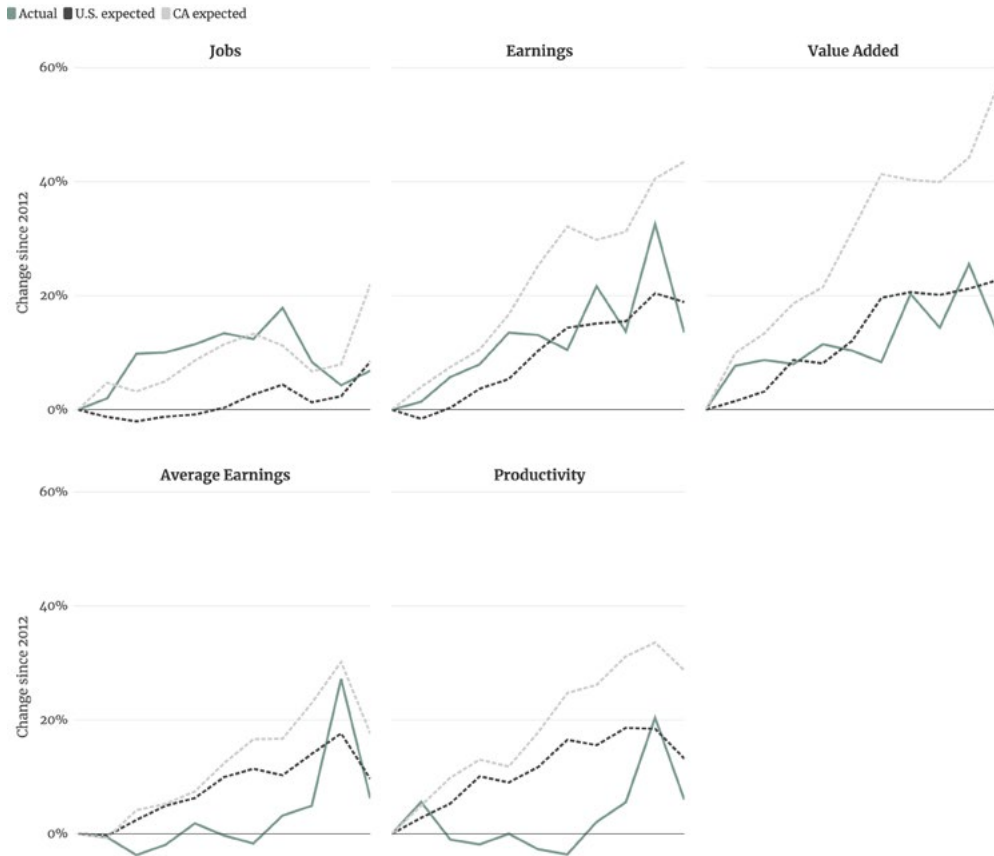 Actual U.S. expected CA expected
Jobs Earnings Value Added
60%
40%
20%
0%
Change since 2012
Average Earnings Productivity
60%
40%
20%
0%
Change since 2012